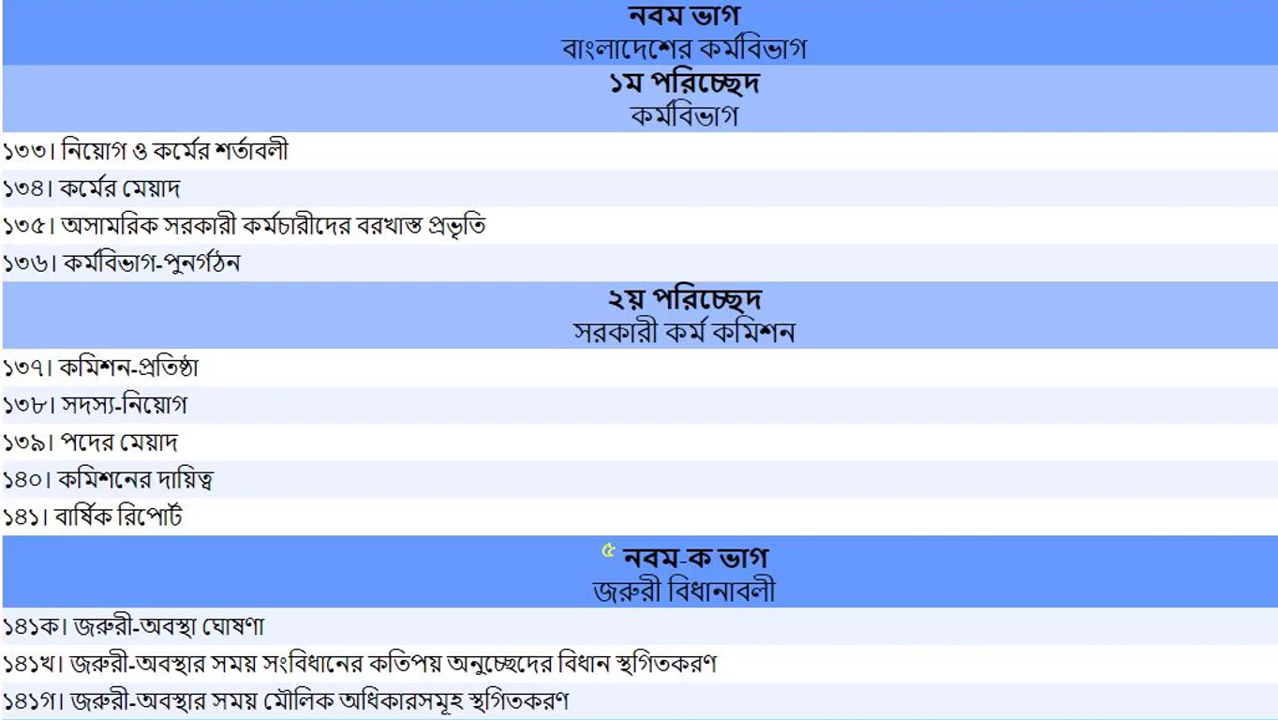 নবম ভাগ
বাংলাদেশের কর্মবিভাগ
১ম পরিচ্ছেদ
কর্মবিভাগ
১৩৩। নিয়োগ ও কর্মের শর্তাবলী
১৩৪। কর্মের মেয়াদ
১৩৫। অসামরিক সরকারী কর্মচারীদের বরখাস্ত প্রভৃতি
১৩৬। কর্মবিভাগ-পুনর্গঠন
২য় পরিচ্ছেদ
সরকারী কর্ম কমিশন
১৩৭। কমিশন-প্রতিষ্ঠা
১৩৮। সদস্য-নিয়োগ
১৩৯। পদের মেয়াদ
১৪০। কমিশনের দায়িত্ব
১৪১। বার্ষিক রিপোর্ট
৫ নবম-ক ভাগ
জরুরী বিধানাবলী
১৪১ক। জরুরী-অবস্থা ঘোষণা
১৪১খ। জরুরী-অবস্থার সময় সংবিধানের কতিপয় অনুচ্ছেদের বিধান স্থগিতকরণ
১৪১গ। জরুরী-অবস্থার সময় মৌলিক অধিকারসমূহ স্থগিতকরণ